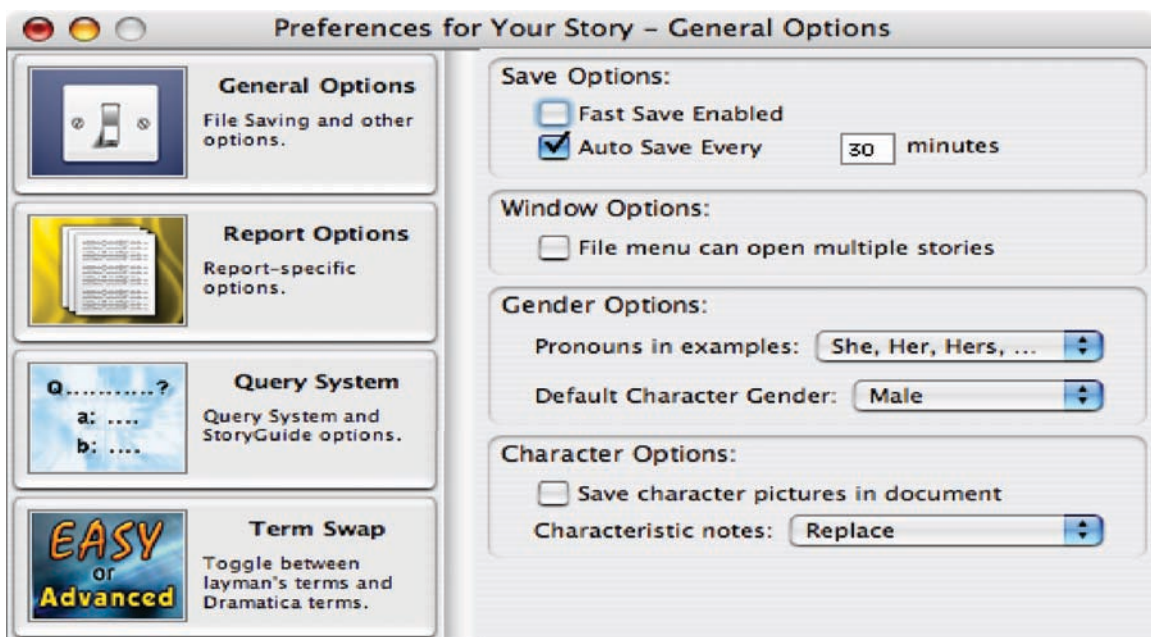 Preferences for Your Story – General Options
General Options
File Saving and other
options.
Report Options
Report-specific
options.
Q...........?
a: ....
b: ....
Query System
Query System and
StoryGuide options.
EASY
or
Advanced
Term Swap
Toggle between
layman's terms and
Dramatica terms.
Save Options:
Fast Save Enabled
Auto Save Every 30 minutes
Window Options:
File menu can open multiple stories
Gender Options:
Pronouns in examples: She, Her, Hers, ...
Default Character Gender: Male
Character Options:
Save character pictures in document
Characteristic notes: Replace